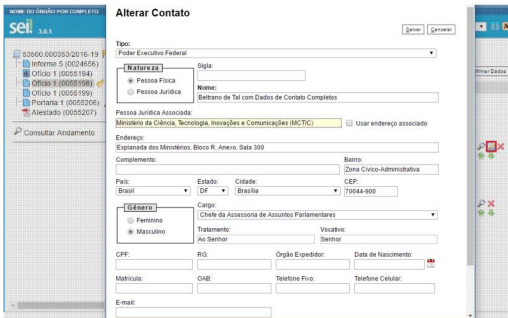 NOME DO ÓRGÃO POR COMPLETO
sei! 3.0.1
53500.000353/2016-19
Informe 5 (0024656)
Ofício 1 (0055194)
Ofício 1 (0055198)
Ofício 1 (0055199)
Portaria 1 (0055206)
Atestado (0055207)
Consultar Andamento
Alterar Contato
Salvar Cancelar
Tipo:
Poder Executivo Federal
Natureza
Pessoa Física
Pessoa Jurídica
Sigla:
Nome:
Beltrano de Tal com Dados de Contato Completos
Pessoa Jurídica Associada:
Ministério da Ciência, Tecnologia, Inovações e Comunicações (MCTIC) Usar endereço associado
Endereço:
Esplanada dos Ministérios, Bloco R, Anexo, Sala 300
Complemento: Bairro:
Zona Cívico-Administrativa
País: Estado: Cidade: CEP:
Brasil DF Brasília 70044-900
Gênero
Feminino
Masculino
Cargo:
Chefe da Assessoria de Assuntos Parlamentares
Tratamento: Vocativo:
Ao Senhor Senhor
CPF: RG: Órgão Expedidor: Data de Nascimento:
Matrícula: OAB: Telefone Fixo: Telefone Celular:
E-mail:
Dados